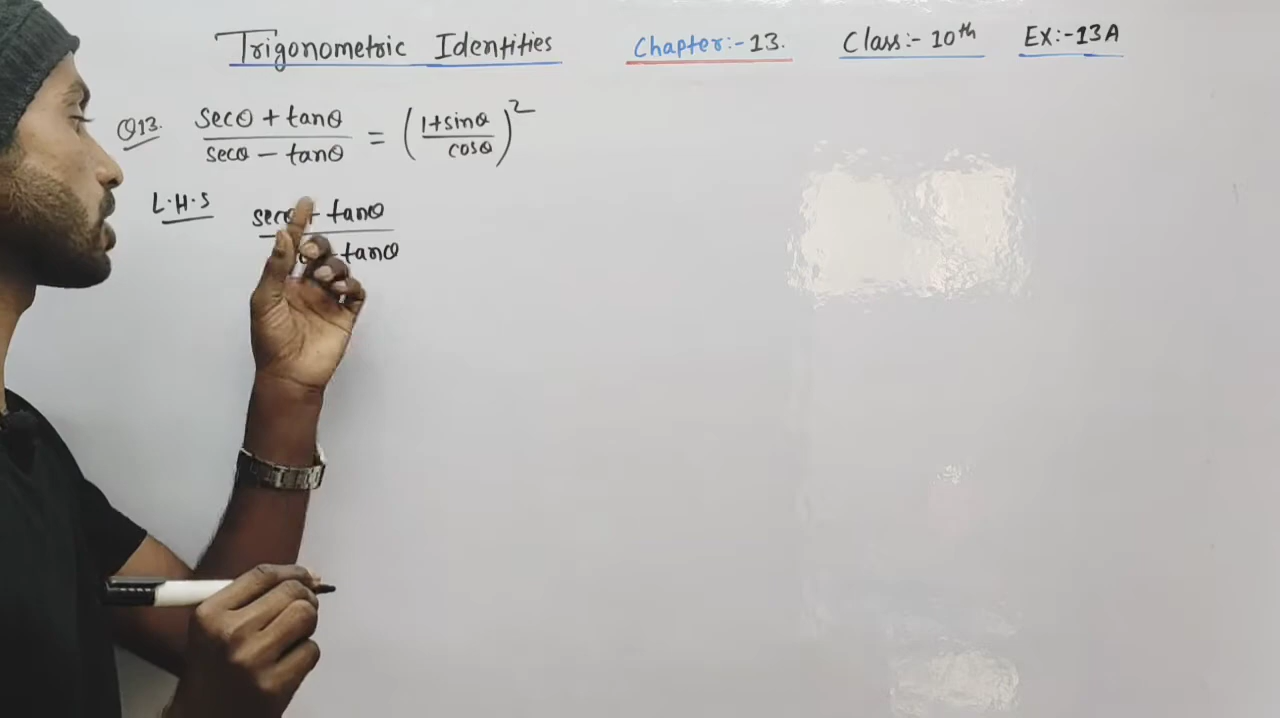 Trigonometric Identities Chapter:-13. Class:- 10th Ex:-13A
Q13. secθ + tanθ / secθ - tanθ = (1+sinθ / cosθ)²
L.H.S secθ + tanθ
- tanθ